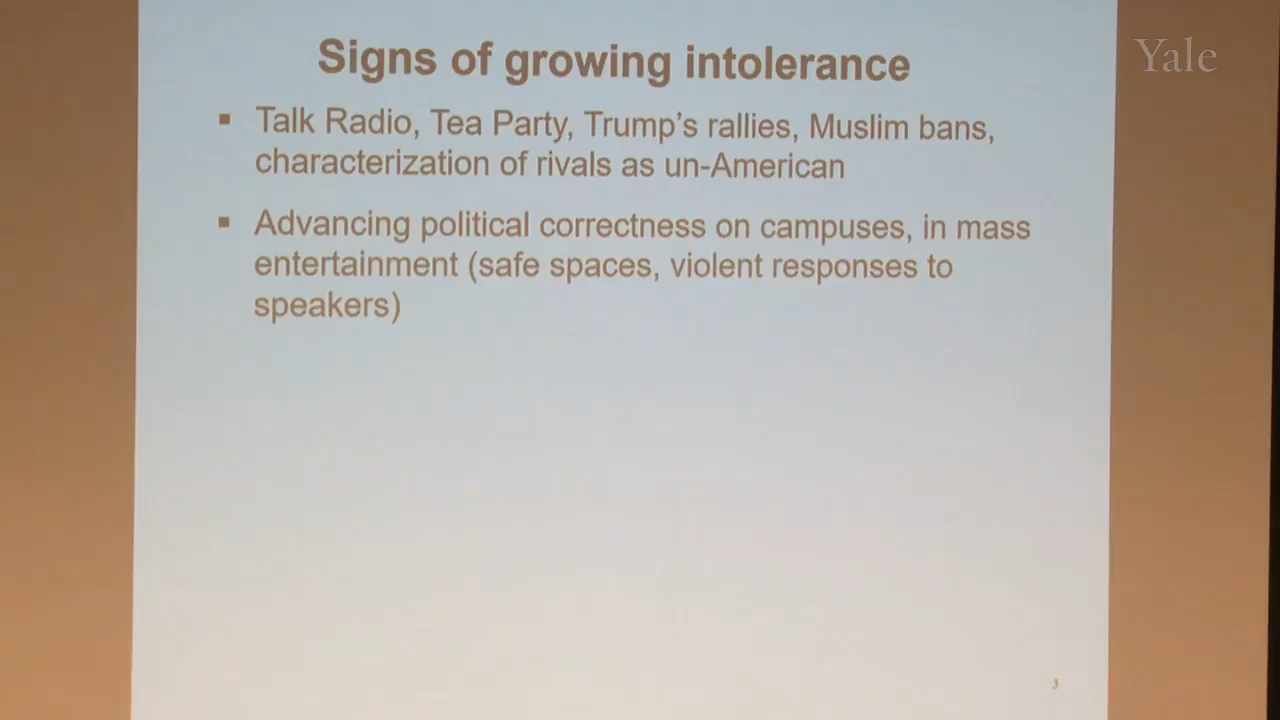 Yale
Signs of growing intolerance
▪ Talk Radio, Tea Party, Trump's rallies, Muslim bans,
characterization of rivals as un-American
▪ Advancing political correctness on campuses, in mass
entertainment (safe spaces, violent responses to
speakers)
3